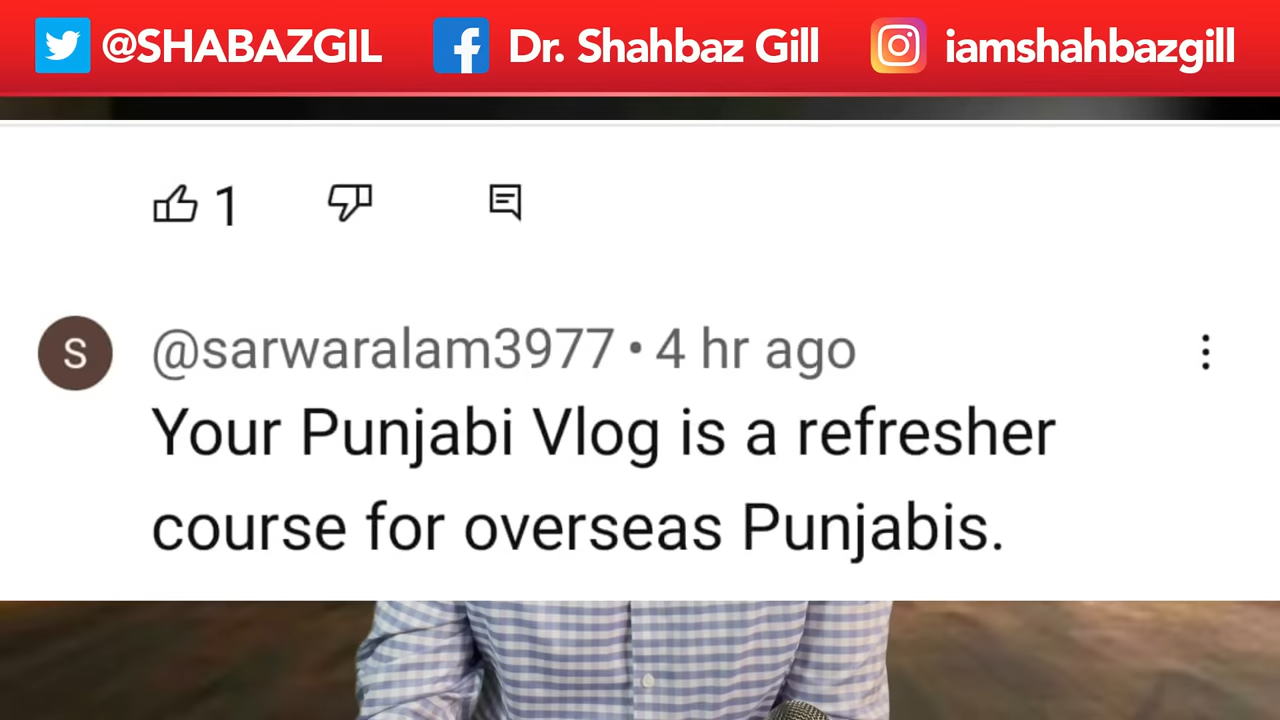 @SHABAZGIL Dr. Shahbaz Gill iamshahbazgill
1
S @sarwaralam3977 • 4 hr ago
Your Punjabi Vlog is a refresher
course for overseas Punjabis.